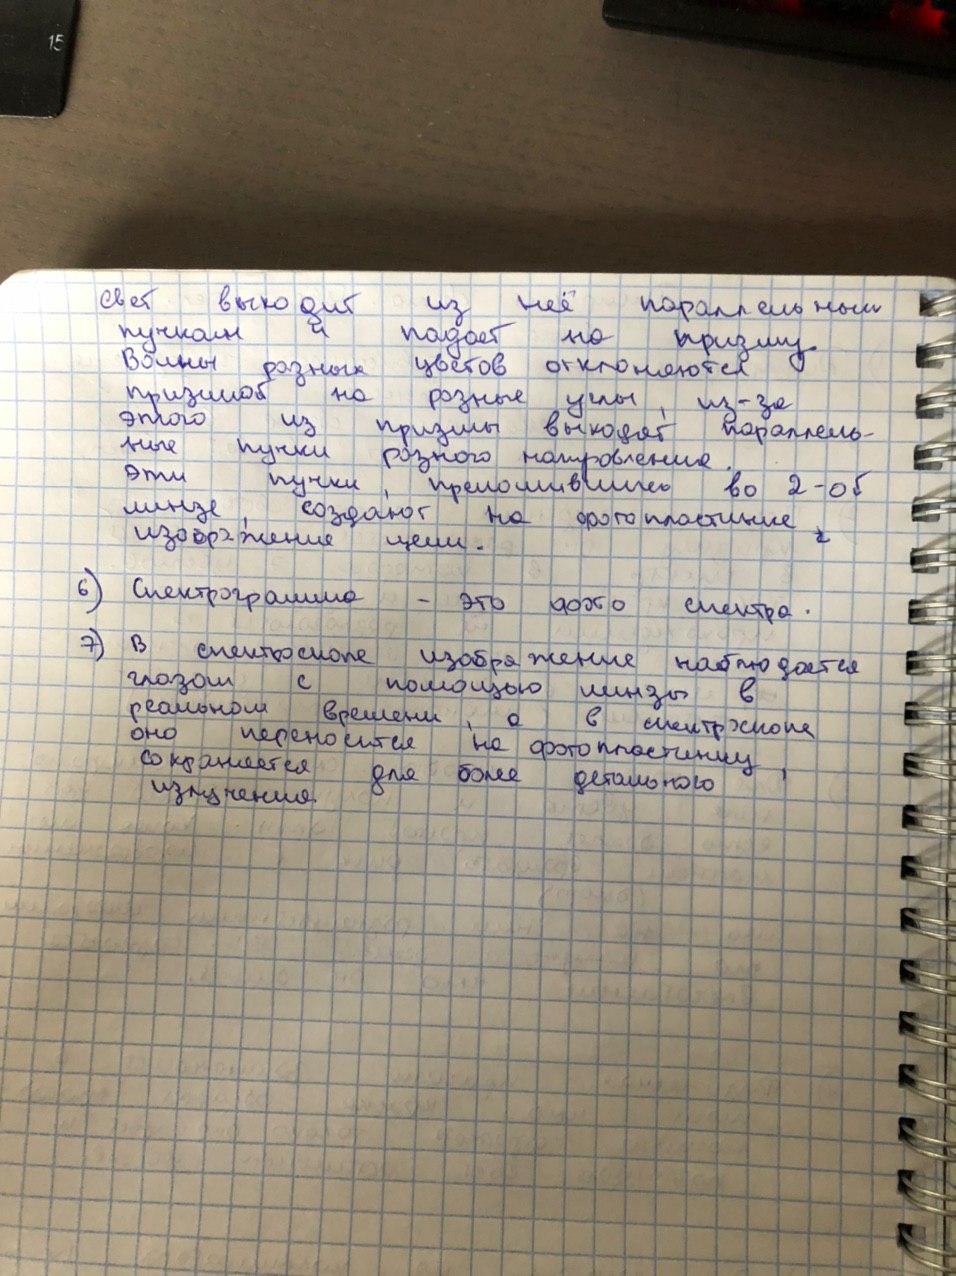 15
свет выходит из неё параллельным
пучком и падает на призму
Волны разных цветов отклоняются
призмой на разные углы, из-за
этого из призмы выходят параллель-
ные пучки разного направления.
Эти пучки, преломившись во 2-ой
линзе, создают на фотопластинке
изображение щели.
6) Спектрограмма - это фото спектра.
7) В спектроскопе изображение наблюдается
глазом с помощью линзы в
реальном времени, а в спектроскопе
оно переносится на фотопластинку,
сохраняется для более детального
излучения.